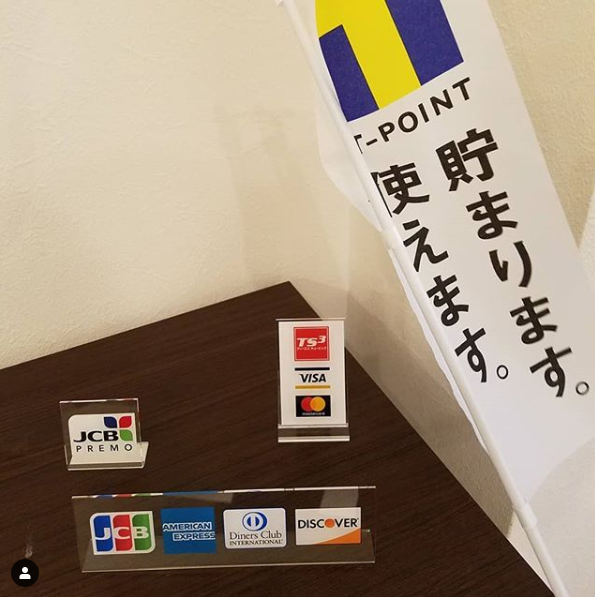 T-POINT
貯まります。
使えます。
TS3
VISA
JCB
PREMO
JCB
AMERICAN
EXPRESS
Diners Club
INTERNATIONAL
DISCOVER